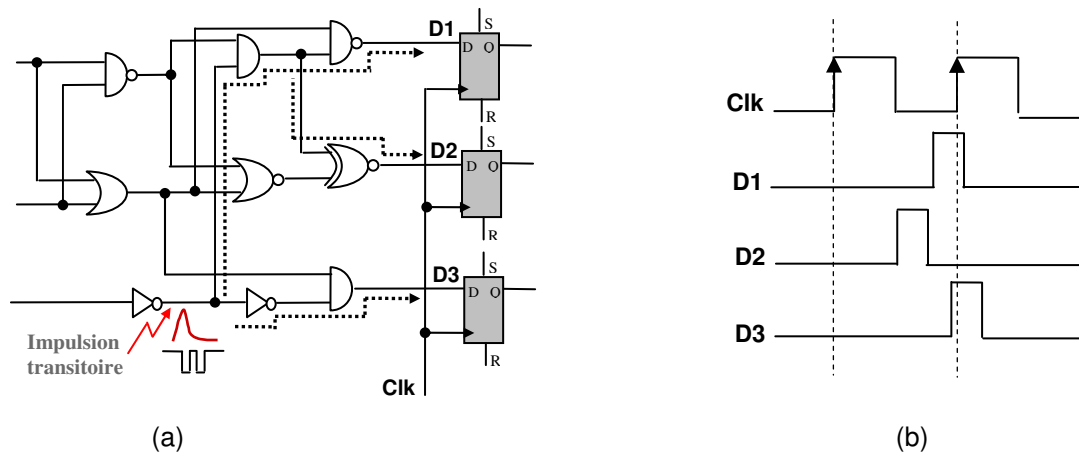 D1
S
D Q
R
D2
S
D Q
R
D3
S
D Q
R
Impulsion
transitoire
Clk
(a)
Clk
D1
D2
D3
(b)